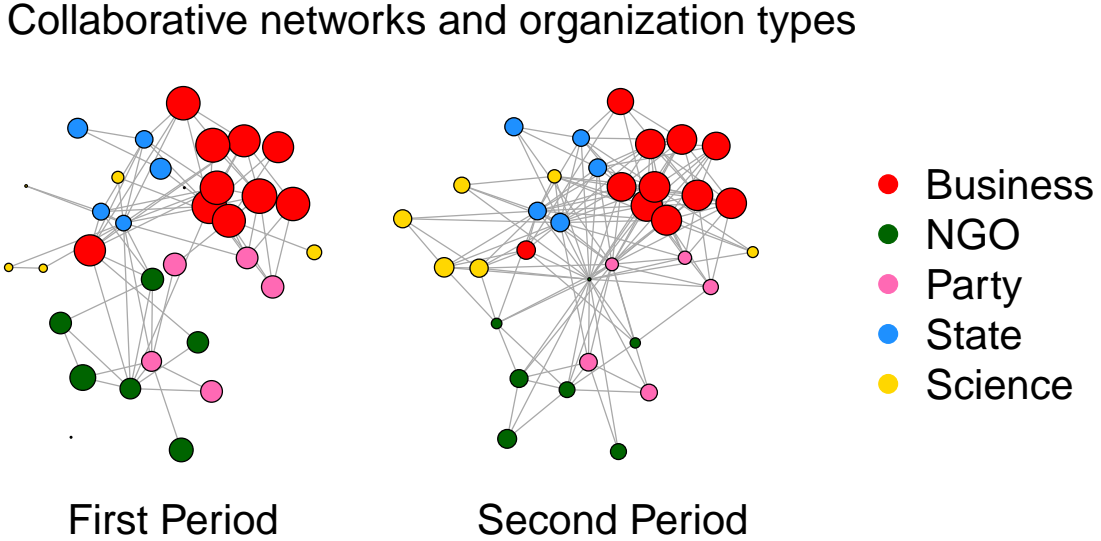 Collaborative networks and organization types
Business
NGO
Party
State
Science
First Period
Second Period